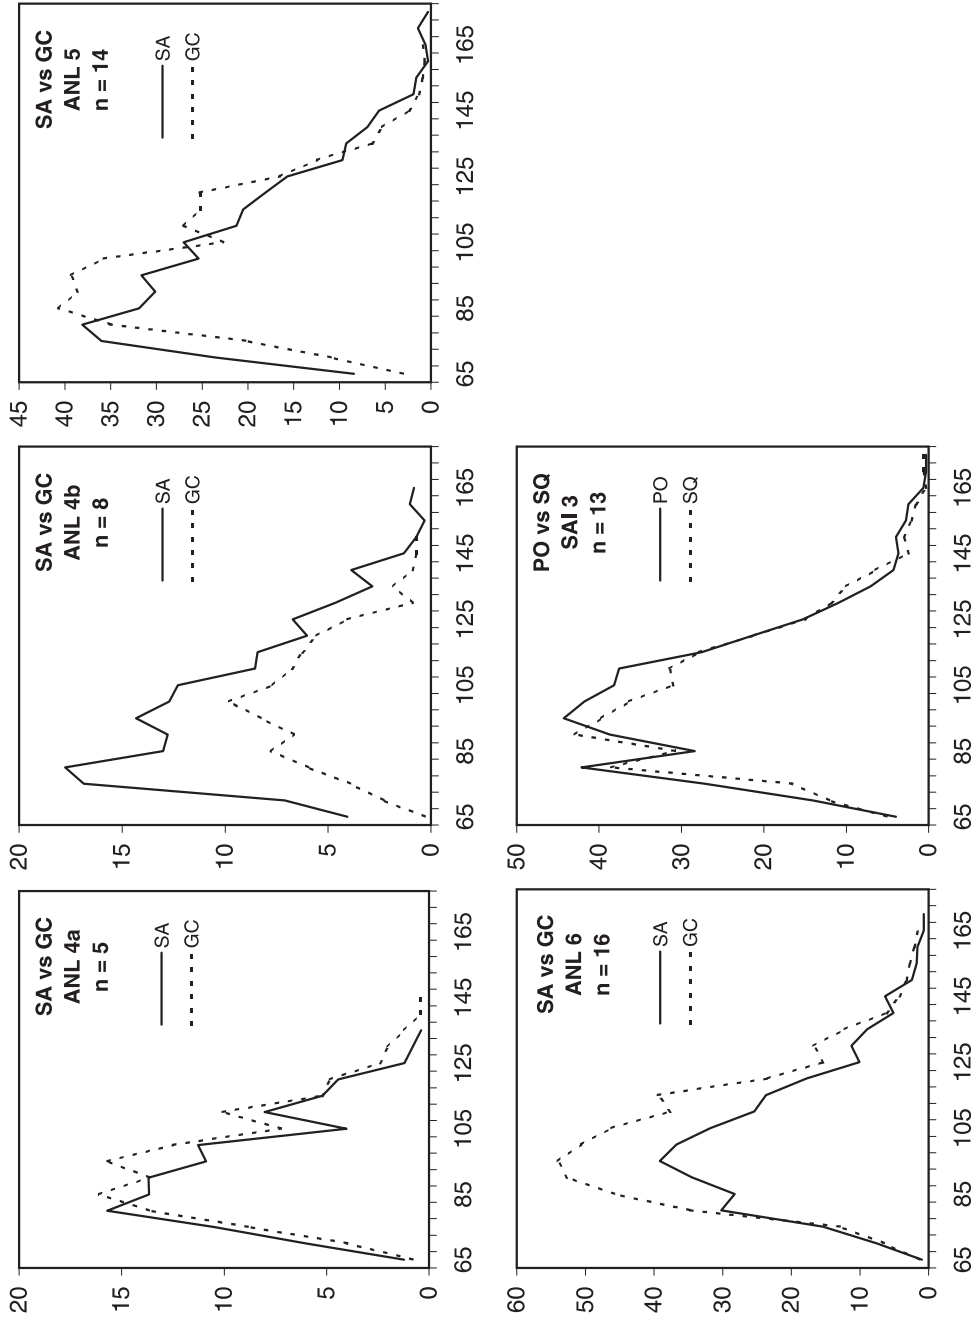 SA vs GC
ANL 4a
n = 5
SA
GC
20
15
10
5
0
65 85 105 125 145 165
SA vs GC
ANL 4b
n = 8
SA
GC
20
15
10
5
0
65 85 105 125 145 165
SA vs GC
ANL 5
n = 14
SA
GC
45
40
35
30
25
20
15
10
5
0
65 85 105 125 145 165
SA vs GC
ANL 6
n = 16
SA
GC
60
50
40
30
20
10
0
65 85 105 125 145 165
PO vs SQ
SAI 3
n = 13
PO
SQ
50
40
30
20
10
0
65 85 105 125 145 165